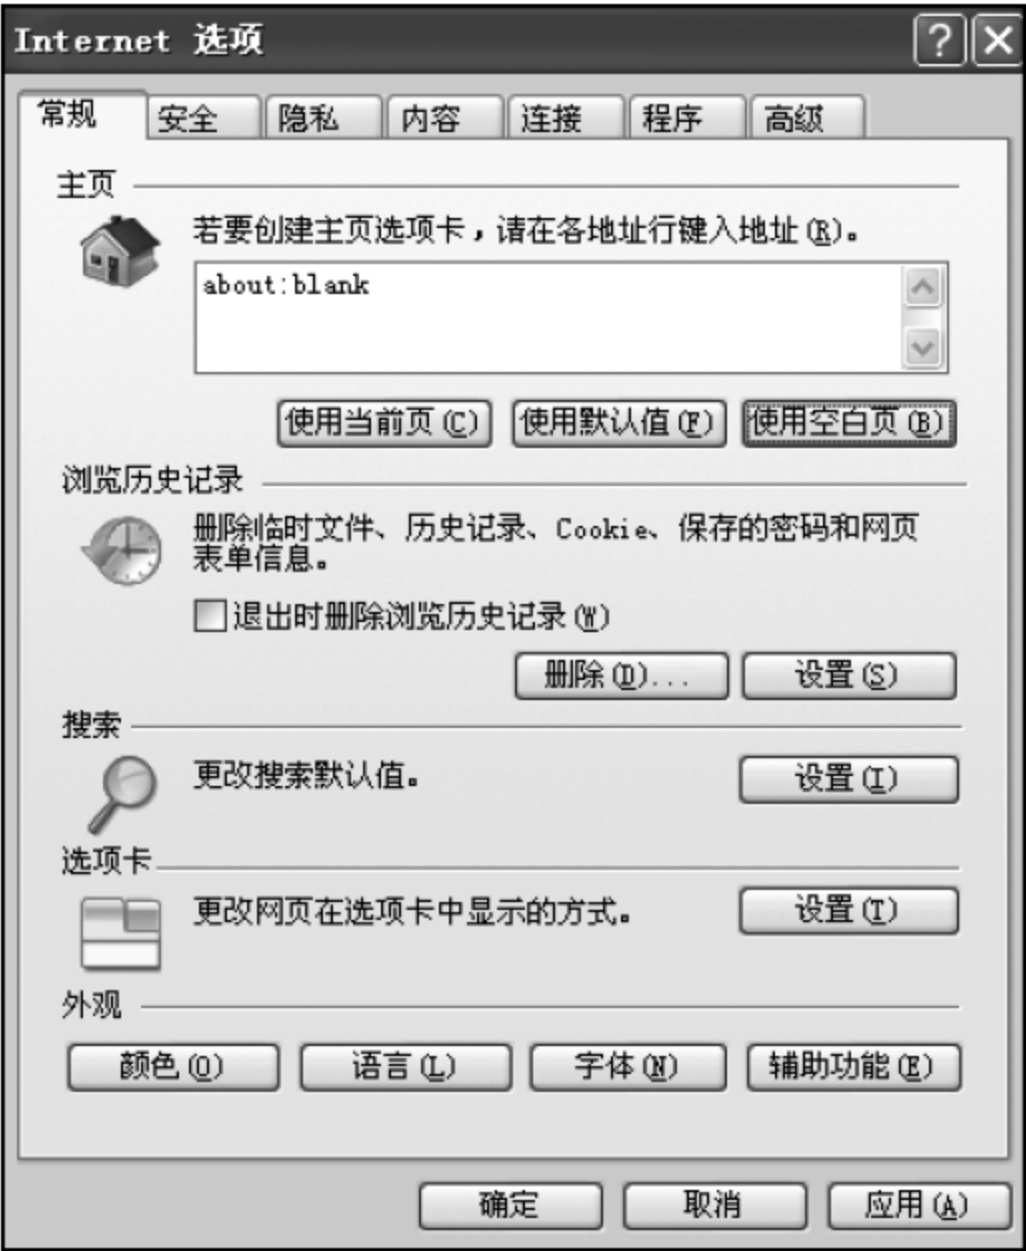 Internet 选项
常规 安全 隐私 内容 连接 程序 高级
主页
若要创建主页选项卡，请在各地址行键入地址(R)。
about:blank
使用当前页(C) 使用默认值(F) 使用空白页(B)
浏览历史记录
删除临时文件、历史记录、Cookie、保存的密码和网页
表单信息。
退出时删除浏览历史记录(W)
删除(D)... 设置(S)
搜索
更改搜索默认值。 设置(I)
选项卡
更改网页在选项卡中显示的方式。 设置(T)
外观
颜色(O) 语言(L) 字体(N) 辅助功能(E)
确定 取消 应用(A)